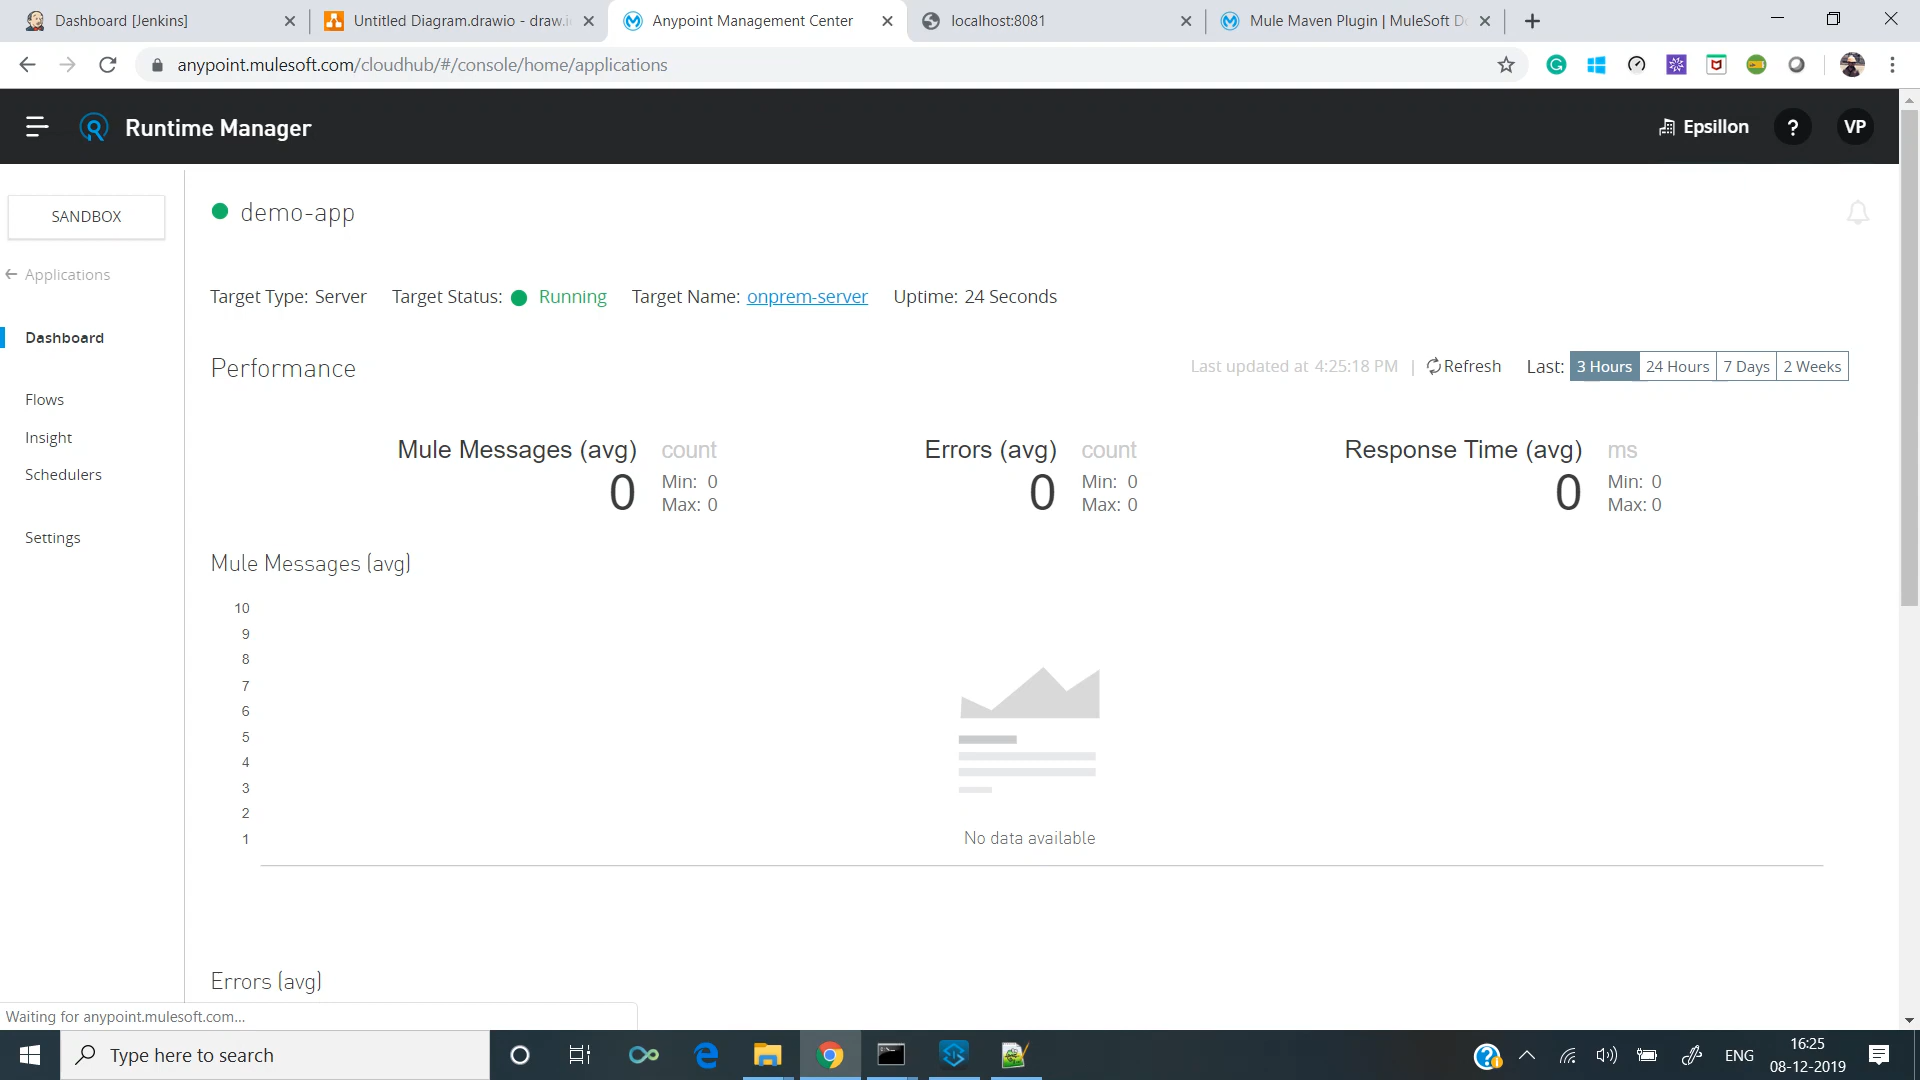 Dashboard [Jenkins]
Untitled Diagram.drawio - draw.i
Anypoint Management Center
localhost:8081
Mule Maven Plugin | MuleSoft D
anypoint.mulesoft.com/cloudhub/#/console/home/applications
Runtime Manager
Epsillon
?
VP
SANDBOX
Applications
Dashboard
Flows
Insight
Schedulers
Settings
demo-app
Target Type: Server Target Status: Running Target Name: onprem-server Uptime: 24 Seconds
Performance
Last updated at 4:25:18 PM | Refresh Last: 3 Hours 24 Hours 7 Days 2 Weeks
Mule Messages (avg) count
0 Min: 0
Max: 0
Errors (avg) count
0 Min: 0
Max: 0
Response Time (avg) ms
0 Min: 0
Max: 0
Mule Messages (avg)
10
9
8
7
6
5
4
3
2
1
No data available
Errors (avg)
Waiting for anypoint.mulesoft.com...
Type here to search
ENG
16:25
08-12-2019